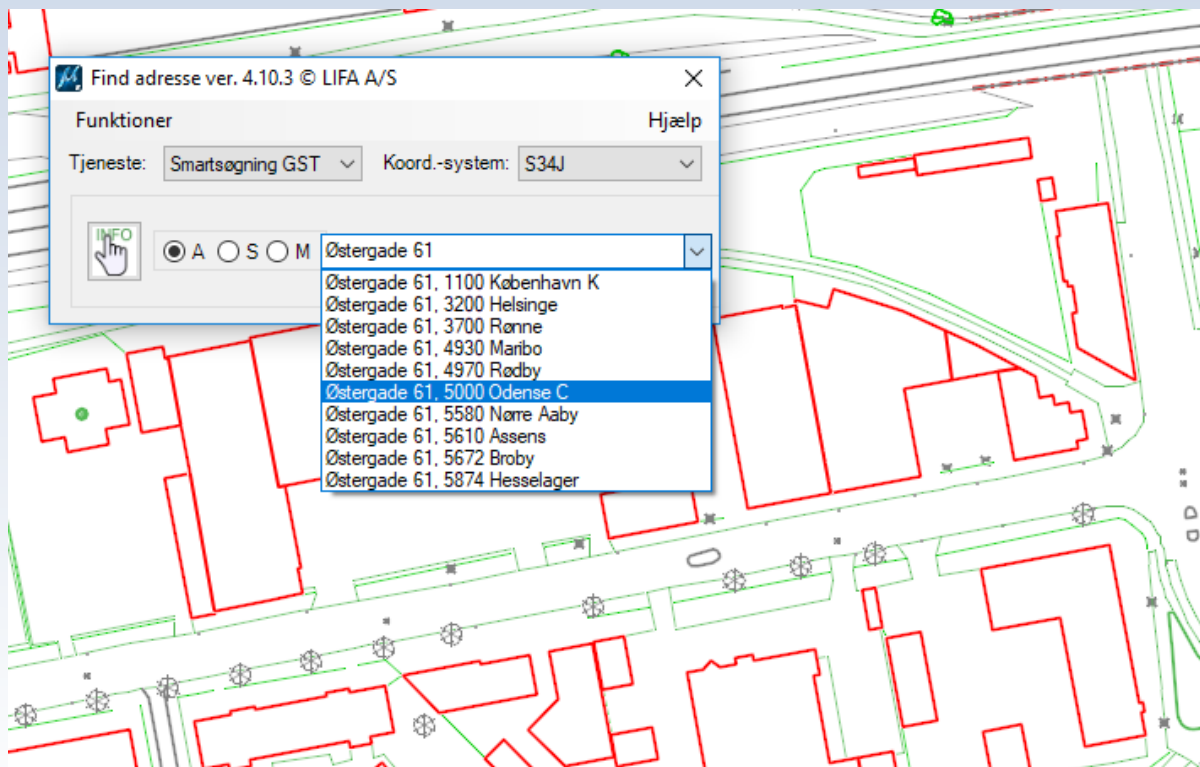 Find adresse ver. 4.10.3 © LIFA A/S
Funktioner Hjælp
Tjeneste: Smartsøgning GST Koord.-system: S34J
INFO A S M Østergade 61
Østergade 61, 1100 København K
Østergade 61, 3200 Helsinge
Østergade 61, 3700 Rønne
Østergade 61, 4930 Maribo
Østergade 61, 4970 Rødby
Østergade 61, 5000 Odense C
Østergade 61, 5580 Nørre Aaby
Østergade 61, 5610 Assens
Østergade 61, 5672 Broby
Østergade 61, 5874 Hesselager